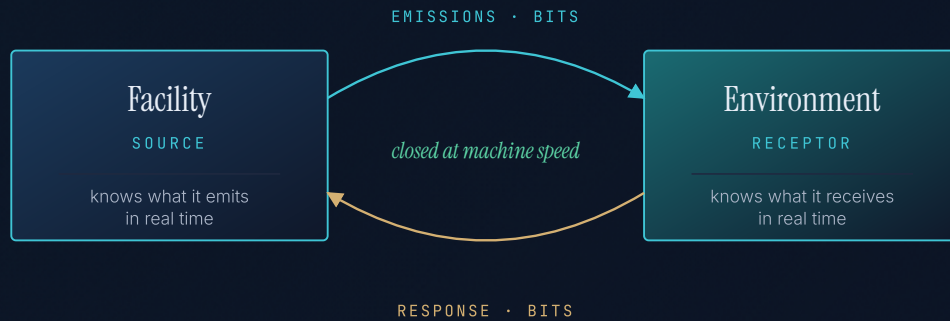 EMISSIONS · BITS
Facility
SOURCE
knows what it emits
in real time
closed at machine speed
Environment
RECEPTOR
knows what it receives
in real time
RESPONSE · BITS